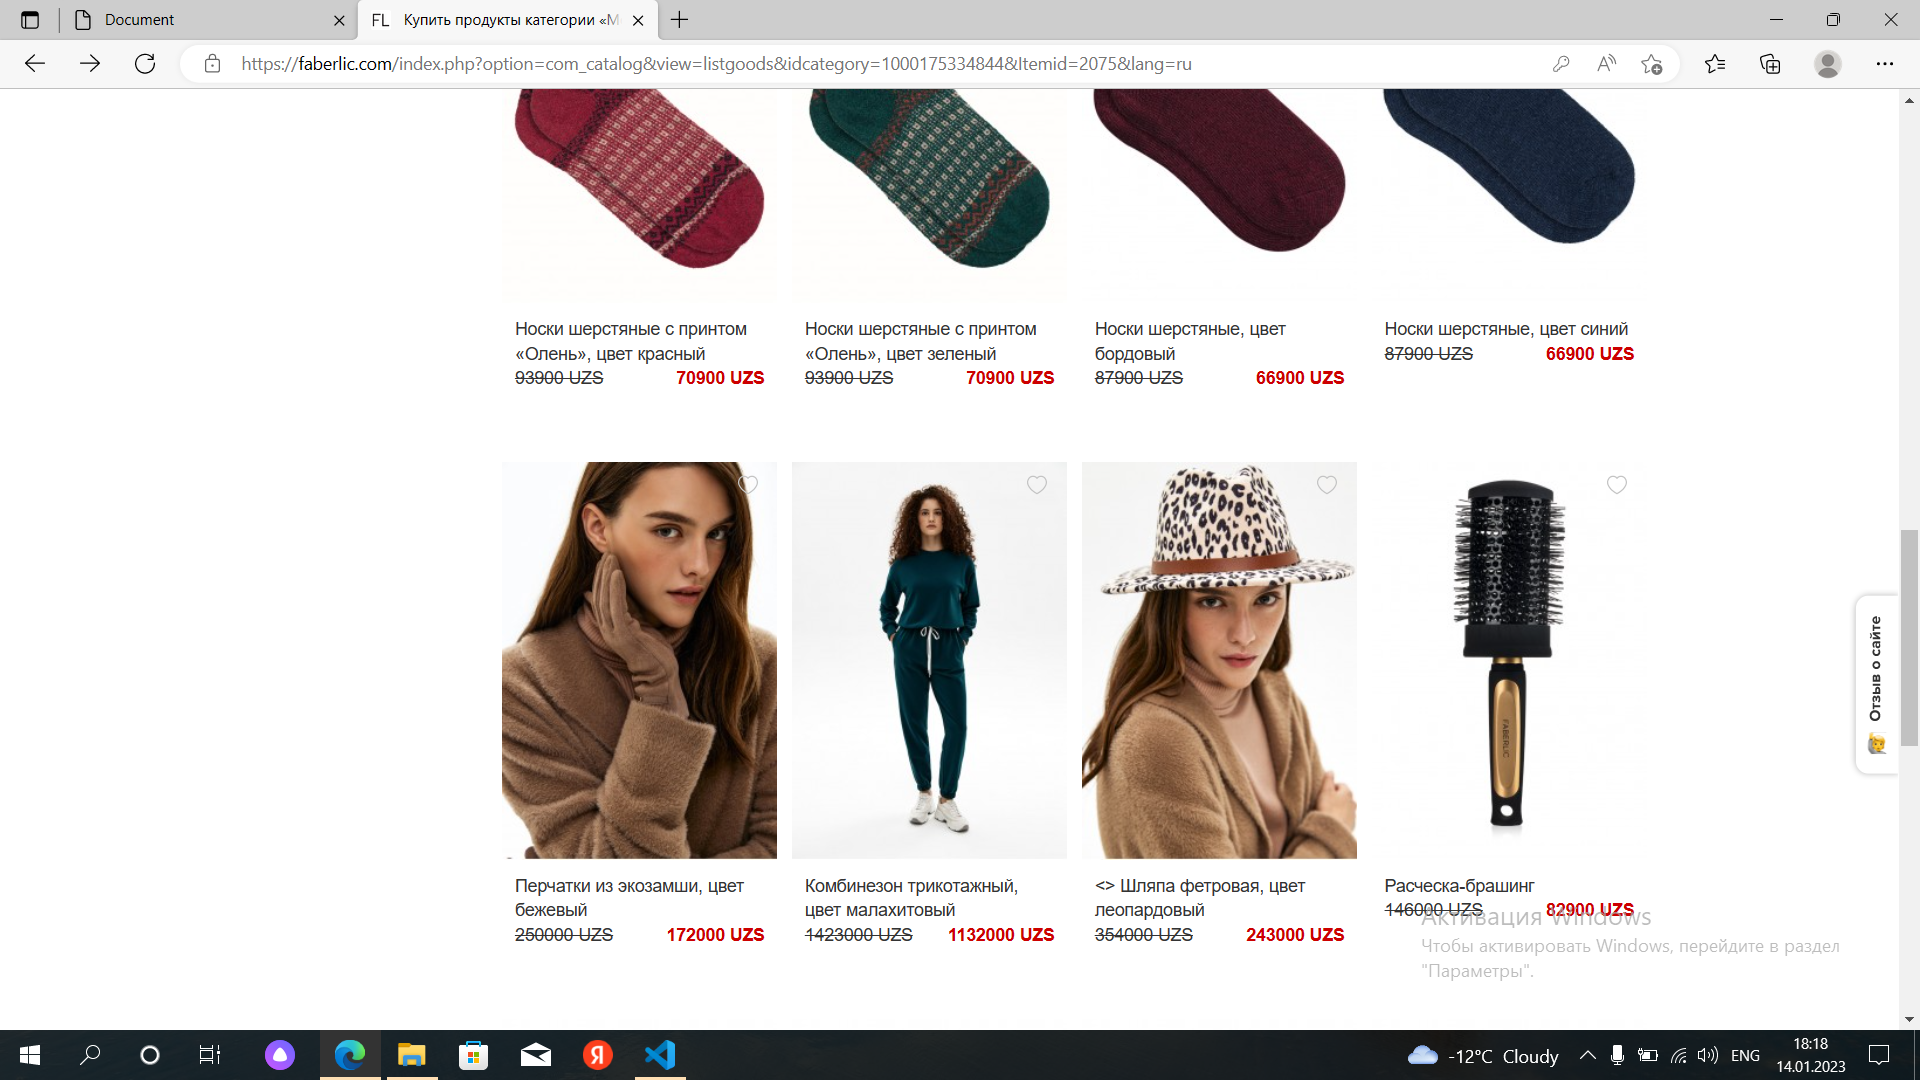 Document
FL Купить продукты категории «М
https://faberlic.com/index.php?option=com_catalog&view=listgoods&idcategory=1000175334844&Itemid=2075&lang=ru
Носки шерстяные с принтом
«Олень», цвет красный
93900 UZS 70900 UZS
Носки шерстяные с принтом
«Олень», цвет зеленый
93900 UZS 70900 UZS
Носки шерстяные, цвет
бордовый
87900 UZS 66900 UZS
Носки шерстяные, цвет синий
87900 UZS 66900 UZS
FABERLIC
Перчатки из экозамши, цвет
бежевый
250000 UZS 172000 UZS
Комбинезон трикотажный,
цвет малахитовый
1423000 UZS 1132000 UZS
<> Шляпа фетровая, цвет
леопардовый
354000 UZS 243000 UZS
Расческа-брашинг
146000 UZS 82900 UZS
Отзыв о сайте
Активация Windows
Чтобы активировать Windows, перейдите в раздел
"Параметры".
Я
-12°C Cloudy
ENG
18:18
14.01.2023